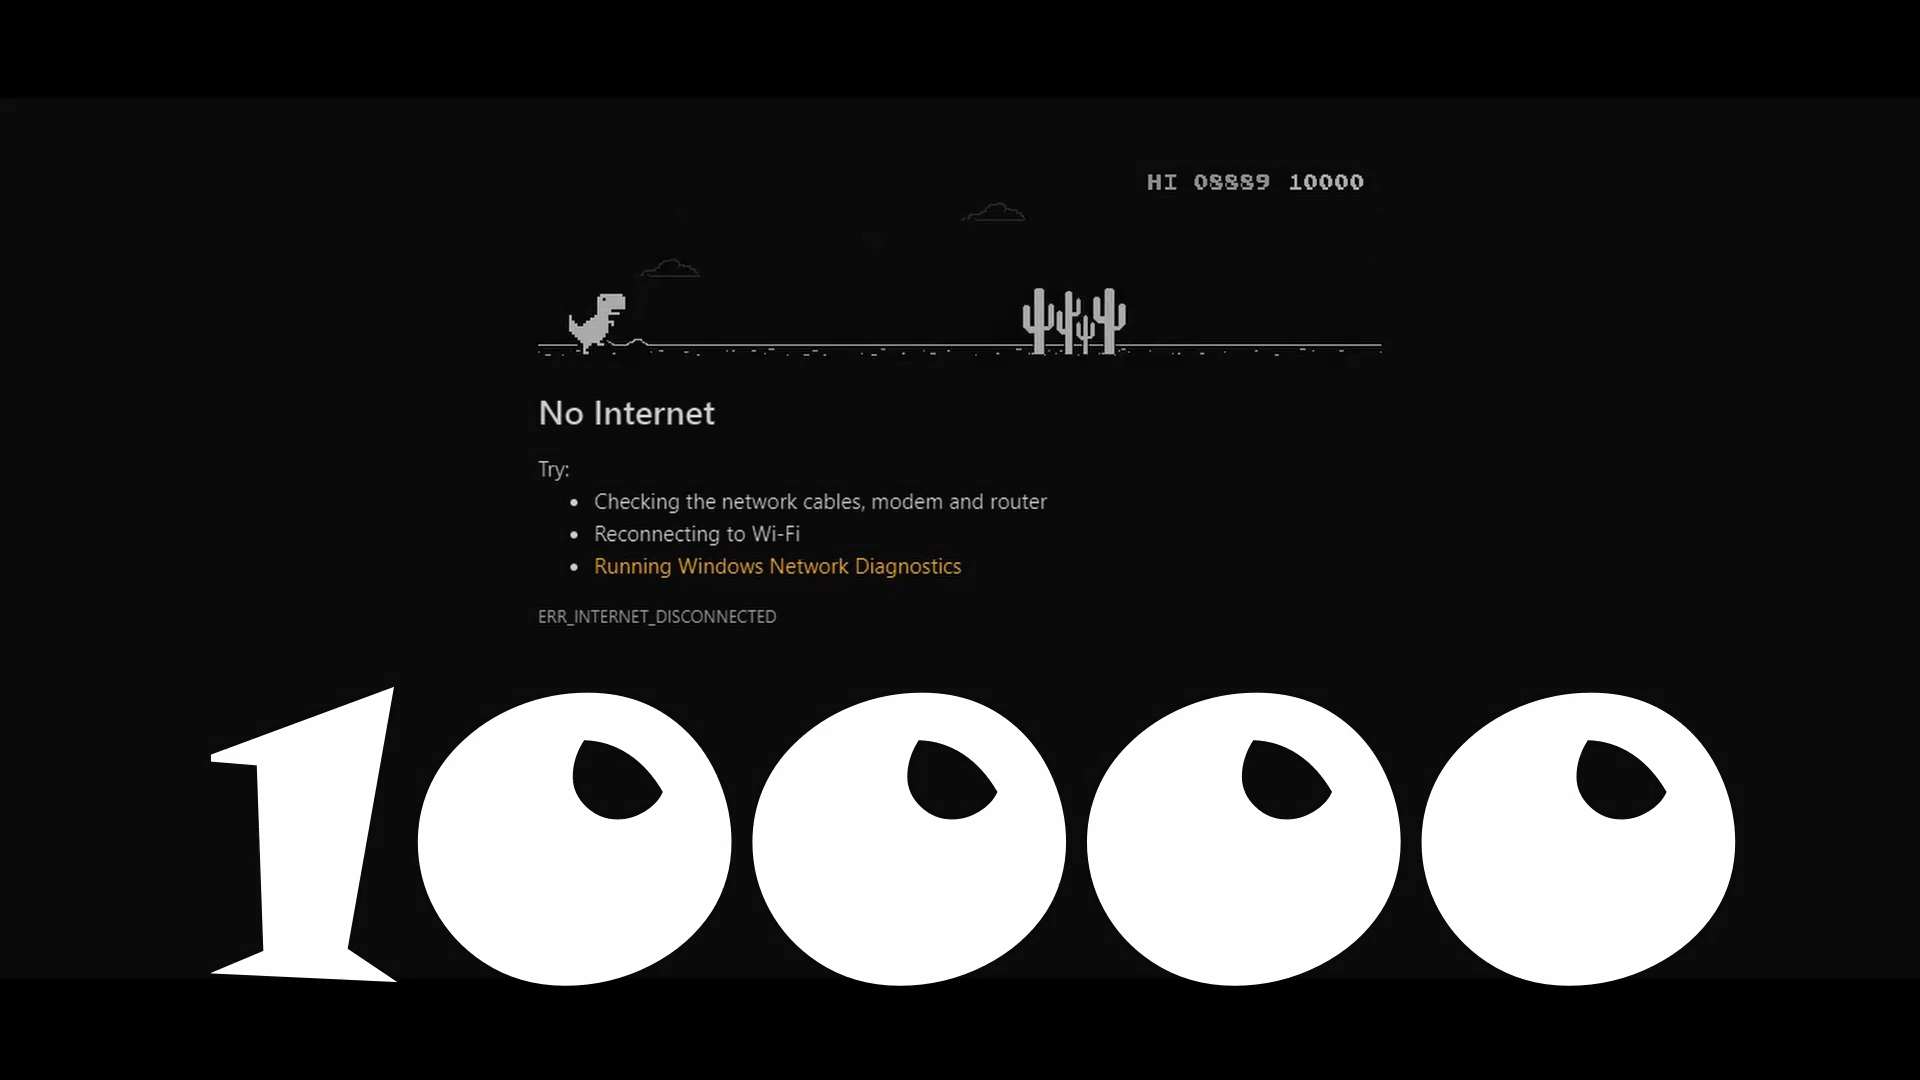 HI 08889 10000
No Internet
Try:
• Checking the network cables, modem and router
• Reconnecting to Wi-Fi
• Running Windows Network Diagnostics
ERR_INTERNET_DISCONNECTED
10000